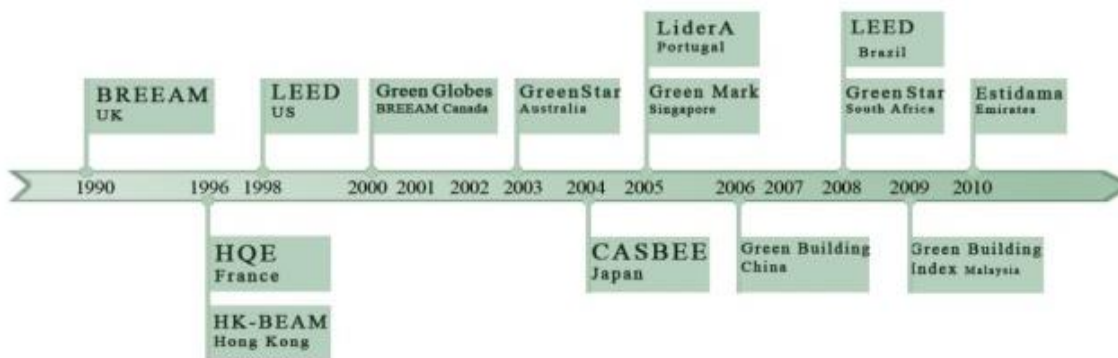 LiderA
Portugal
LEED
Brazil
BREEAM
UK
LEED
US
Green Globes
BREEAM Canada
GreenStar
Australia
Green Mark
Singapore
Green Star
South Africa
Estidama
Emirates
1990 1996 1998 2000 2001 2002 2003 2004 2005 2006 2007 2008 2009 2010
HQE
France
CASBEE
Japan
Green Building
China
Green Building
Index Malaysia
HK-BEAM
Hong Kong